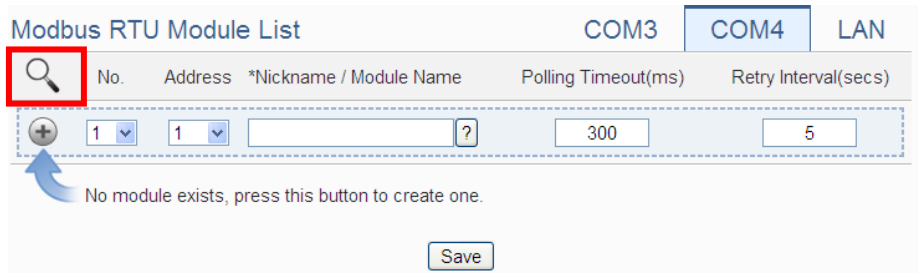 Modbus RTU Module List COM3 COM4 LAN
No. Address *Nickname / Module Name Polling Timeout(ms) Retry Interval(secs)
1 1 ? 300 5
No module exists, press this button to create one.
Save